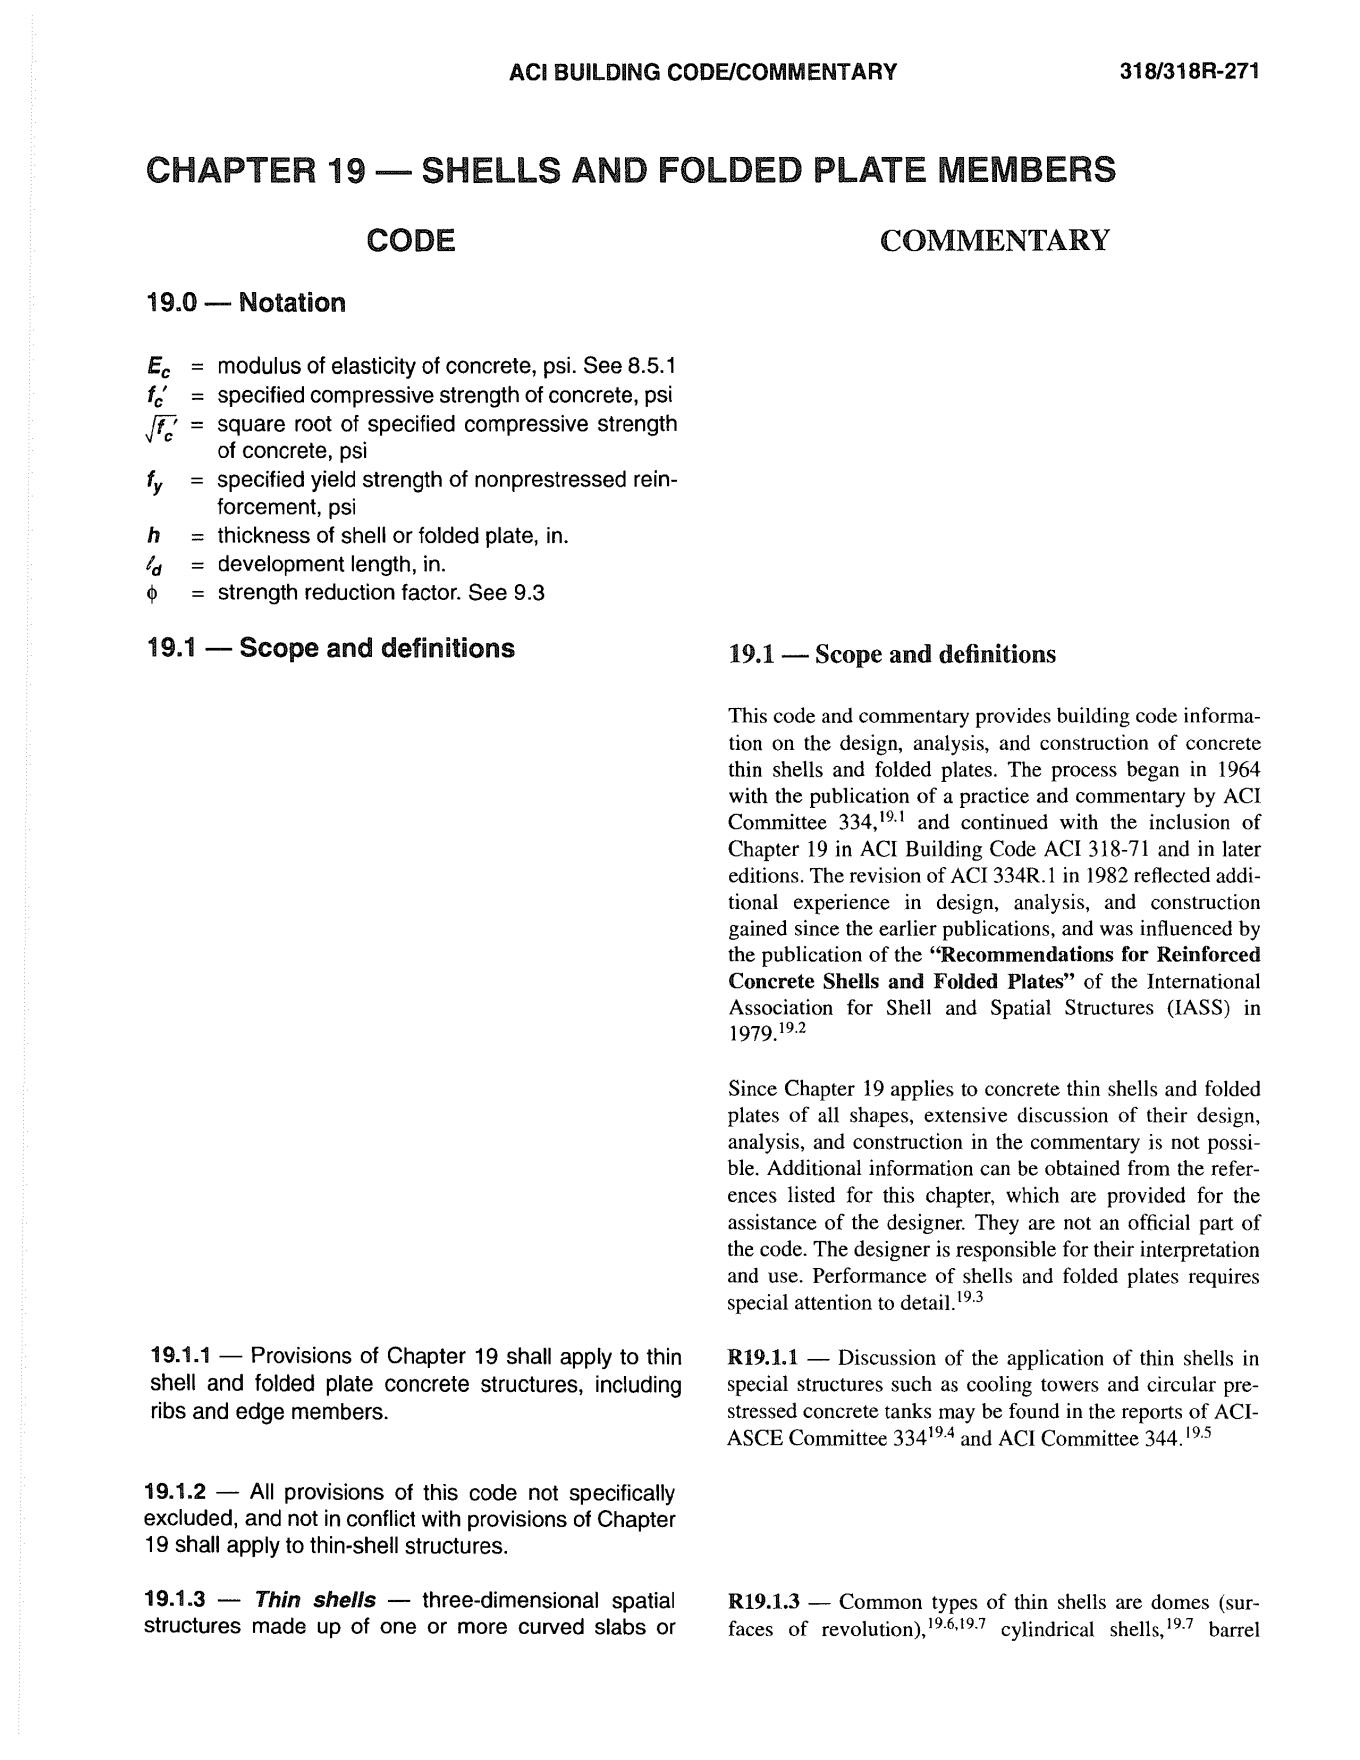 ACI BUILDING CODE/COMMENTARY 318/318R-271
CHAPTER 19 — SHELLS AND FOLDED PLATE MEMBERS
CODE
19.0 — Notation
E_c = modulus of elasticity of concrete, psi. See 8.5.1
f_c′ = specified compressive strength of concrete, psi
√f_c′ = square root of specified compressive strength
of concrete, psi
f_y = specified yield strength of nonprestressed rein-
forcement, psi
h = thickness of shell or folded plate, in.
ℓ_d = development length, in.
ϕ = strength reduction factor. See 9.3
19.1 — Scope and definitions
19.1.1 — Provisions of Chapter 19 shall apply to thin
shell and folded plate concrete structures, including
ribs and edge members.
19.1.2 — All provisions of this code not specifically
excluded, and not in conflict with provisions of Chapter
19 shall apply to thin-shell structures.
19.1.3 — Thin shells — three-dimensional spatial
structures made up of one or more curved slabs or
COMMENTARY
19.1 — Scope and definitions
This code and commentary provides building code informa-
tion on the design, analysis, and construction of concrete
thin shells and folded plates. The process began in 1964
with the publication of a practice and commentary by ACI
Committee 334,19.1 and continued with the inclusion of
Chapter 19 in ACI Building Code ACI 318-71 and in later
editions. The revision of ACI 334R.1 in 1982 reflected addi-
tional experience in design, analysis, and construction
gained since the earlier publications, and was influenced by
the publication of the “Recommendations for Reinforced
Concrete Shells and Folded Plates” of the International
Association for Shell and Spatial Structures (IASS) in
1979.19.2
Since Chapter 19 applies to concrete thin shells and folded
plates of all shapes, extensive discussion of their design,
analysis, and construction in the commentary is not possi-
ble. Additional information can be obtained from the refer-
ences listed for this chapter, which are provided for the
assistance of the designer. They are not an official part of
the code. The designer is responsible for their interpretation
and use. Performance of shells and folded plates requires
special attention to detail.19.3
R19.1.1 — Discussion of the application of thin shells in
special structures such as cooling towers and circular pre-
stressed concrete tanks may be found in the reports of ACI-
ASCE Committee 33419.4 and ACI Committee 344.19.5
R19.1.3 — Common types of thin shells are domes (sur-
faces of revolution),19.6,19.7 cylindrical shells,19.7 barrel